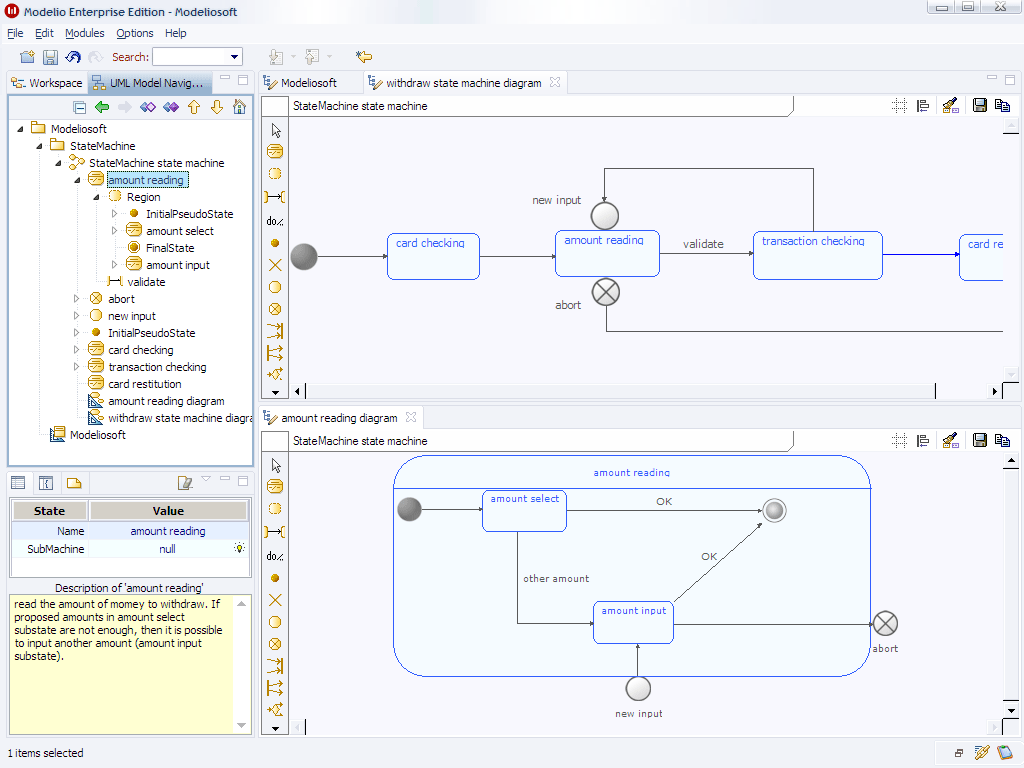 Modelio Enterprise Edition - Modeliosoft
File Edit Modules Options Help
Search:
Workspace UML Model Navig...
Modeliosoft
StateMachine
StateMachine state machine
amount reading
Region
InitialPseudoState
amount select
FinalState
amount input
validate
abort
new input
InitialPseudoState
card checking
transaction checking
card restitution
amount reading diagram
withdraw state machine diagra
Modeliosoft
State Value
Name amount reading
SubMachine null
Description of 'amount reading'
read the amount of momey to withdraw. If
proposed amounts in amount select
substate are not enough, then it is possible
to input another amount (amount input
substate).
1 items selected
Modeliosoft withdraw state machine diagram
StateMachine state machine
do/.
new input
card checking
amount reading
validate
transaction checking
card re
abort
amount reading diagram
StateMachine state machine
do/.
amount reading
amount select
OK
OK
other amount
amount input
abort
new input